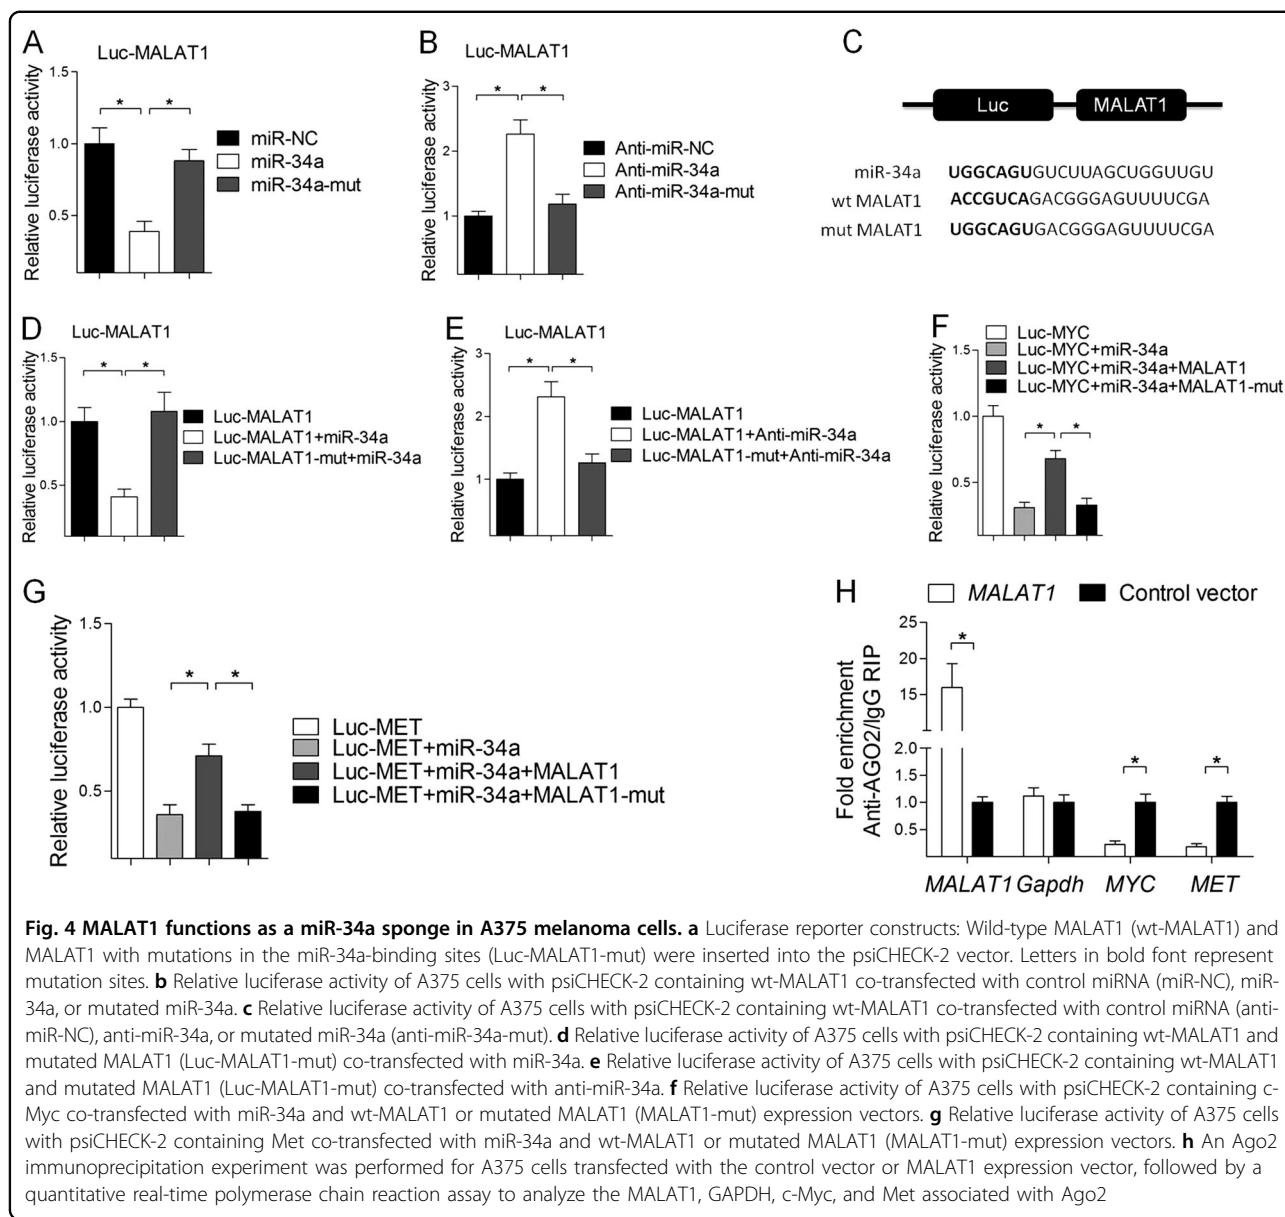 A
Luc-MALAT1
Relative luciferase activity
1.5
1.0
0.5
* *
miR-NC
miR-34a
miR-34a-mut
B
Luc-MALAT1
Relative luciferase activity
3
2
1
* *
Anti-miR-NC
Anti-miR-34a
Anti-miR-34a-mut
C
Luc MALAT1
miR-34a UGGCAGUGUCUUAGCUGGUUGU
wt MALAT1 ACCGUCAGACGGGAGUUUUCGA
mut MALAT1 UGGCAGUGACGGGAGUUUUCGA
D
Luc-MALAT1
Relative luciferase activity
1.5
1.0
0.5
* *
Luc-MALAT1
Luc-MALAT1+miR-34a
Luc-MALAT1-mut+miR-34a
E
Luc-MALAT1
Relative luciferase activity
3
2
1
* *
Luc-MALAT1
Luc-MALAT1+Anti-miR-34a
Luc-MALAT1-mut+Anti-miR-34a
F
Relative luciferase activity
1.5
1.0
0.5
* *
Luc-MYC
Luc-MYC+miR-34a
Luc-MYC+miR-34a+MALAT1
Luc-MYC+miR-34a+MALAT1-mut
G
Relative luciferase activity
1.5
1.0
0.5
* *
Luc-MET
Luc-MET+miR-34a
Luc-MET+miR-34a+MALAT1
Luc-MET+miR-34a+MALAT1-mut
H
MALAT1 Control vector
Fold enrichment
Anti-AGO2/IgG RIP
25
20
15
2.0
1.5
1.0
0.5
* * *
MALAT1 Gapdh MYC MET
Fig. 4 MALAT1 functions as a miR-34a sponge in A375 melanoma cells. a Luciferase reporter constructs: Wild-type MALAT1 (wt-MALAT1) and
MALAT1 with mutations in the miR-34a-binding sites (Luc-MALAT1-mut) were inserted into the psiCHECK-2 vector. Letters in bold font represent
mutation sites. b Relative luciferase activity of A375 cells with psiCHECK-2 containing wt-MALAT1 co-transfected with control miRNA (miR-NC), miR-
34a, or mutated miR-34a. c Relative luciferase activity of A375 cells with psiCHECK-2 containing wt-MALAT1 co-transfected with control miRNA (anti-
miR-NC), anti-miR-34a, or mutated miR-34a (anti-miR-34a-mut). d Relative luciferase activity of A375 cells with psiCHECK-2 containing wt-MALAT1 and
mutated MALAT1 (Luc-MALAT1-mut) co-transfected with miR-34a. e Relative luciferase activity of A375 cells with psiCHECK-2 containing wt-MALAT1
and mutated MALAT1 (Luc-MALAT1-mut) co-transfected with anti-miR-34a. f Relative luciferase activity of A375 cells with psiCHECK-2 containing c-
Myc co-transfected with miR-34a and wt-MALAT1 or mutated MALAT1 (MALAT1-mut) expression vectors. g Relative luciferase activity of A375 cells
with psiCHECK-2 containing Met co-transfected with miR-34a and wt-MALAT1 or mutated MALAT1 (MALAT1-mut) expression vectors. h An Ago2
immunoprecipitation experiment was performed for A375 cells transfected with the control vector or MALAT1 expression vector, followed by a
quantitative real-time polymerase chain reaction assay to analyze the MALAT1, GAPDH, c-Myc, and Met associated with Ago2